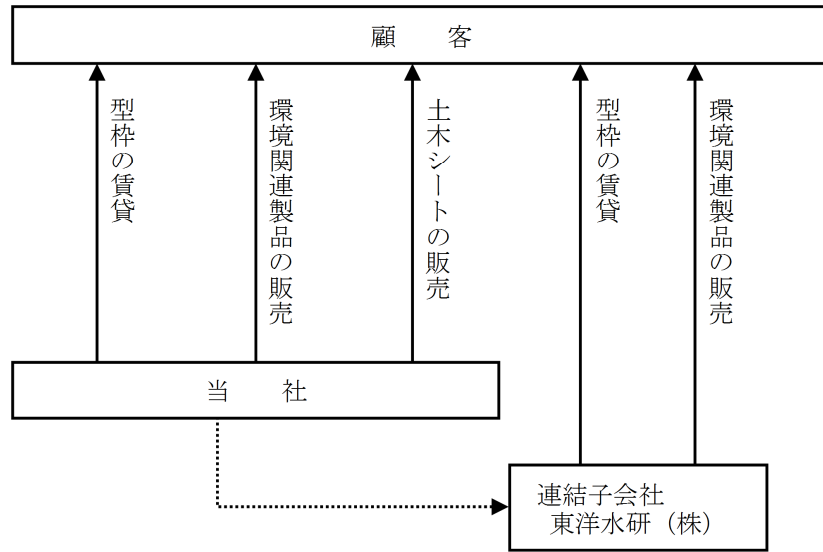 顧　　客
型枠の賃貸
環境関連製品の販売
土木シートの販売
型枠の賃貸
環境関連製品の販売
当　　社
連結子会社
東洋水研（株）